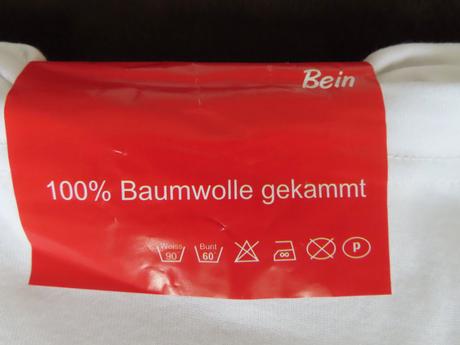 Bein
100% Baumwolle gekammt
Weiss Bunt
90 60 P